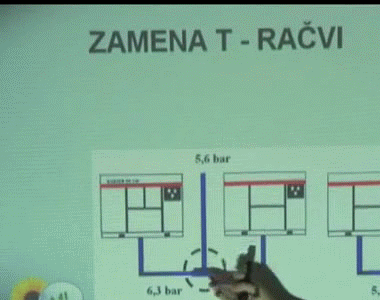 ZAMENA T - RAČVI
5,6 bar
6,3 bar